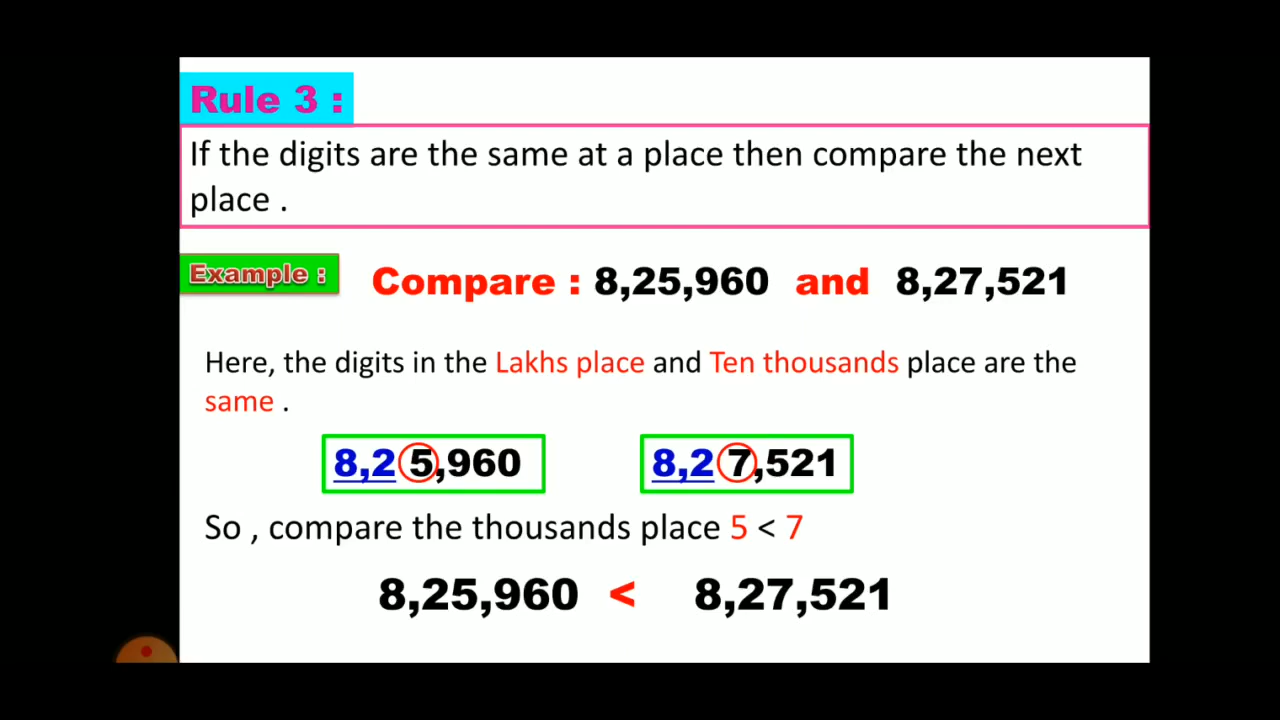 Rule 3 :
If the digits are the same at a place then compare the next
place .
Example : Compare : 8,25,960 and 8,27,521
Here, the digits in the Lakhs place and Ten thousands place are the
same .
8,25,960 8,27,521
So , compare the thousands place 5 < 7
8,25,960 < 8,27,521